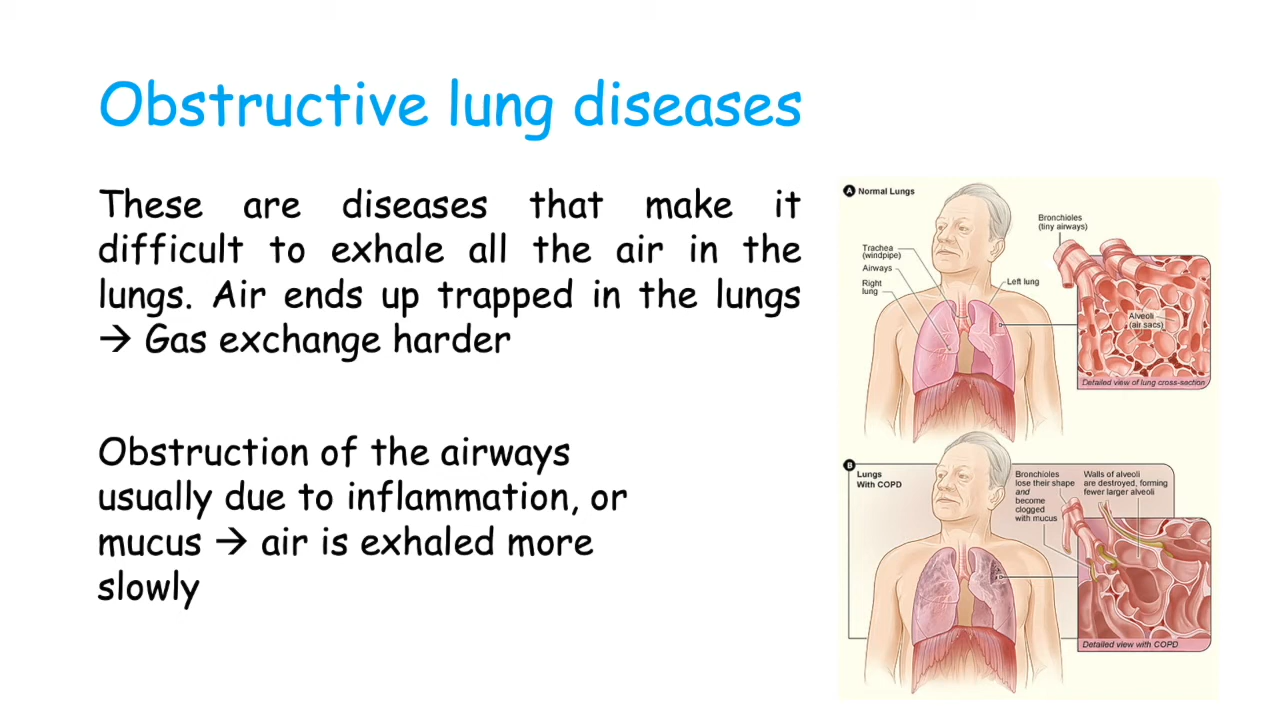 Obstructive lung diseases
These are diseases that make it
difficult to exhale all the air in the
lungs. Air ends up trapped in the lungs
→ Gas exchange harder
Obstruction of the airways
usually due to inflammation, or
mucus → air is exhaled more
slowly
A Normal Lungs
Bronchioles
(tiny airways)
Trachea
(windpipe)
Airways
Right
lung
Left lung
Alveoli
(air sacs)
Detailed view of lung cross-section
B Lungs
With COPD
Bronchioles
lose their shape
and
become
clogged
with mucus
Walls of alveoli
are destroyed, forming
fewer larger alveoli
Detailed view with COPD